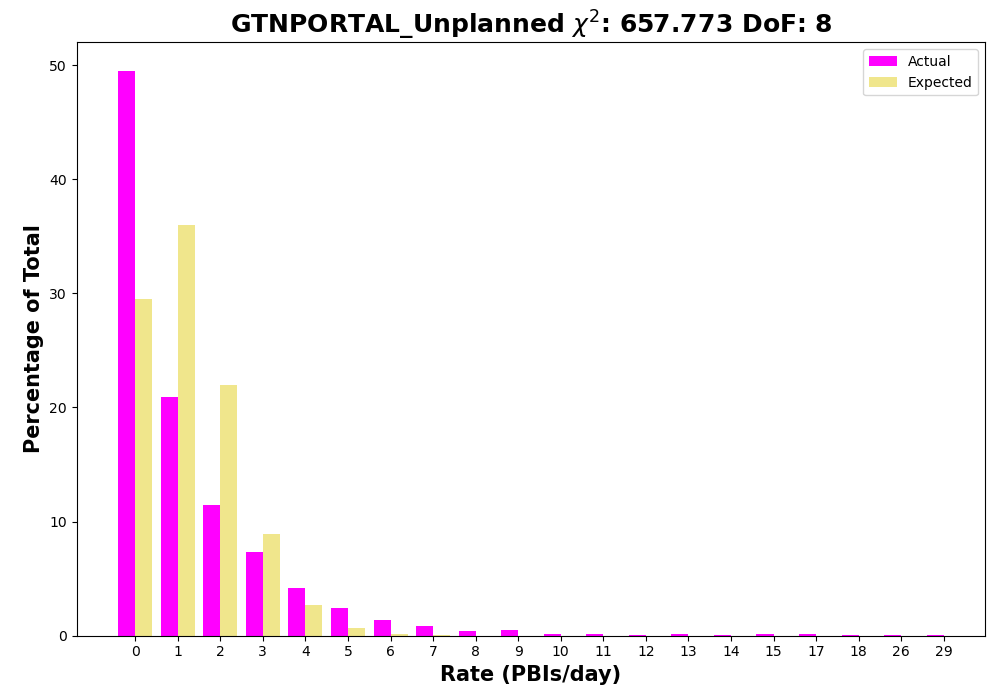 GTNPORTAL_Unplanned χ²: 657.773 DoF: 8
Actual
Expected
50
40
30
20
10
0
Percentage of Total
0 1 2 3 4 5 6 7 8 9 10 11 12 13 14 15 17 18 26 29
Rate (PBIs/day)